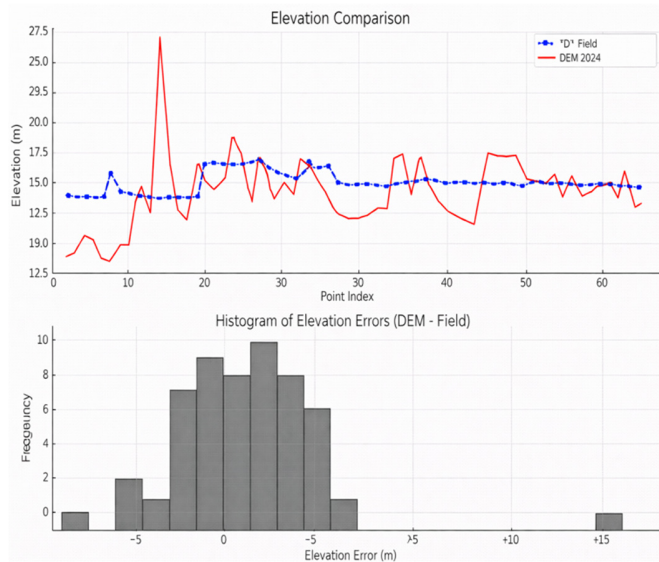 Elevation Comparison
27.5
25.0
29.5
20.0
17.5
15.0
12.5
19.0
12.5
Elevation (m)
"D" Field
DEM 2024
0 10 20 30 30 50 60
Point Index
Histogram of Elevation Errors (DEM - Field)
10
8
6
4
2
0
−5 0 −5 +10 +15
Elevation Error (m)